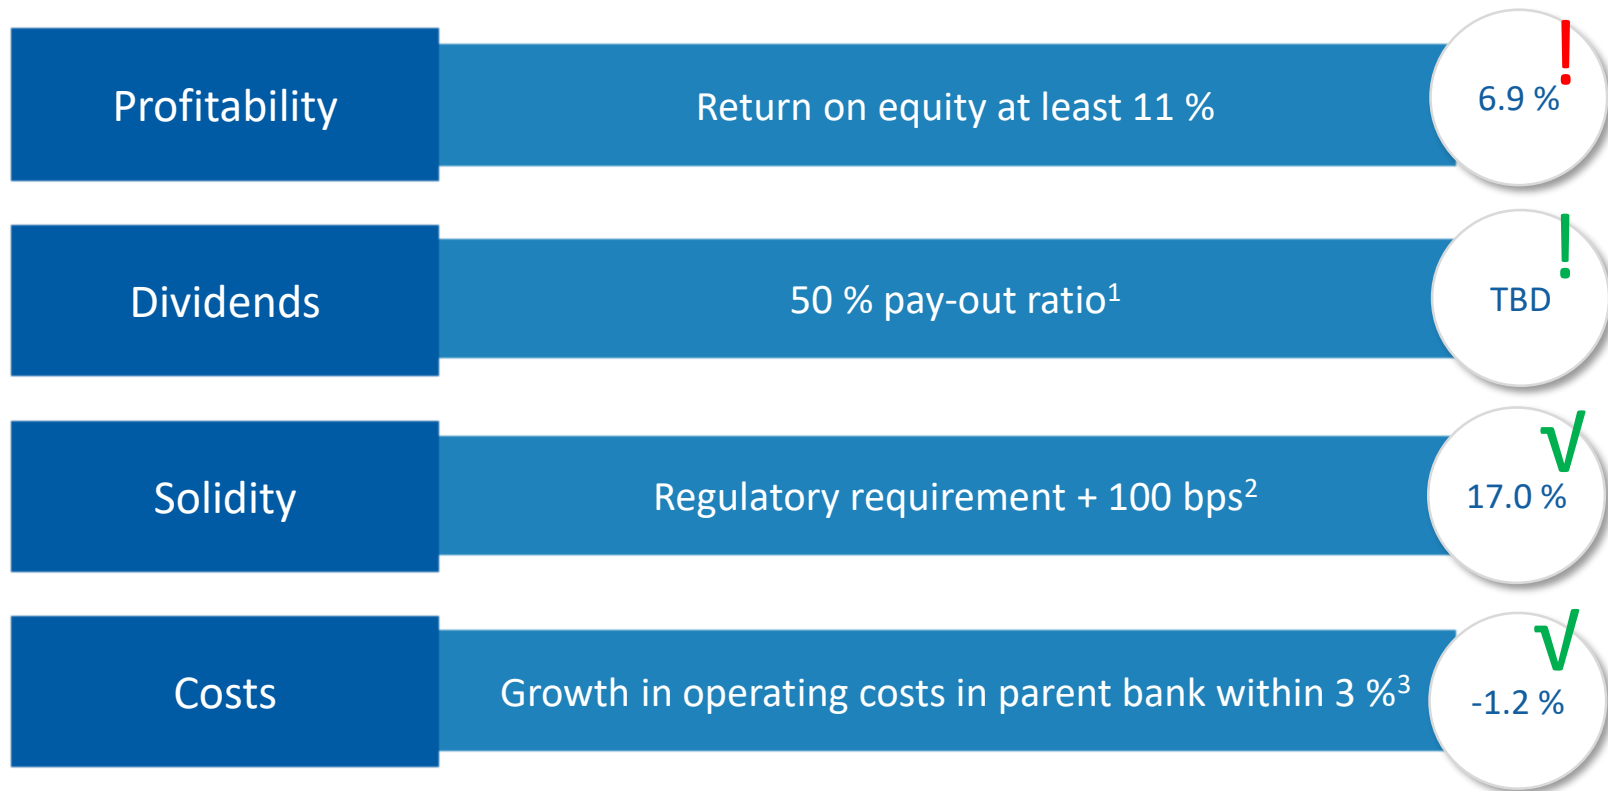 Profitability
Return on equity at least 11 %
6.9 %
!
Dividends
50 % pay-out ratio¹
TBD
!
Solidity
Regulatory requirement + 100 bps²
17.0 %
√
Costs
Growth in operating costs in parent bank within 3 %³
-1.2 %
√